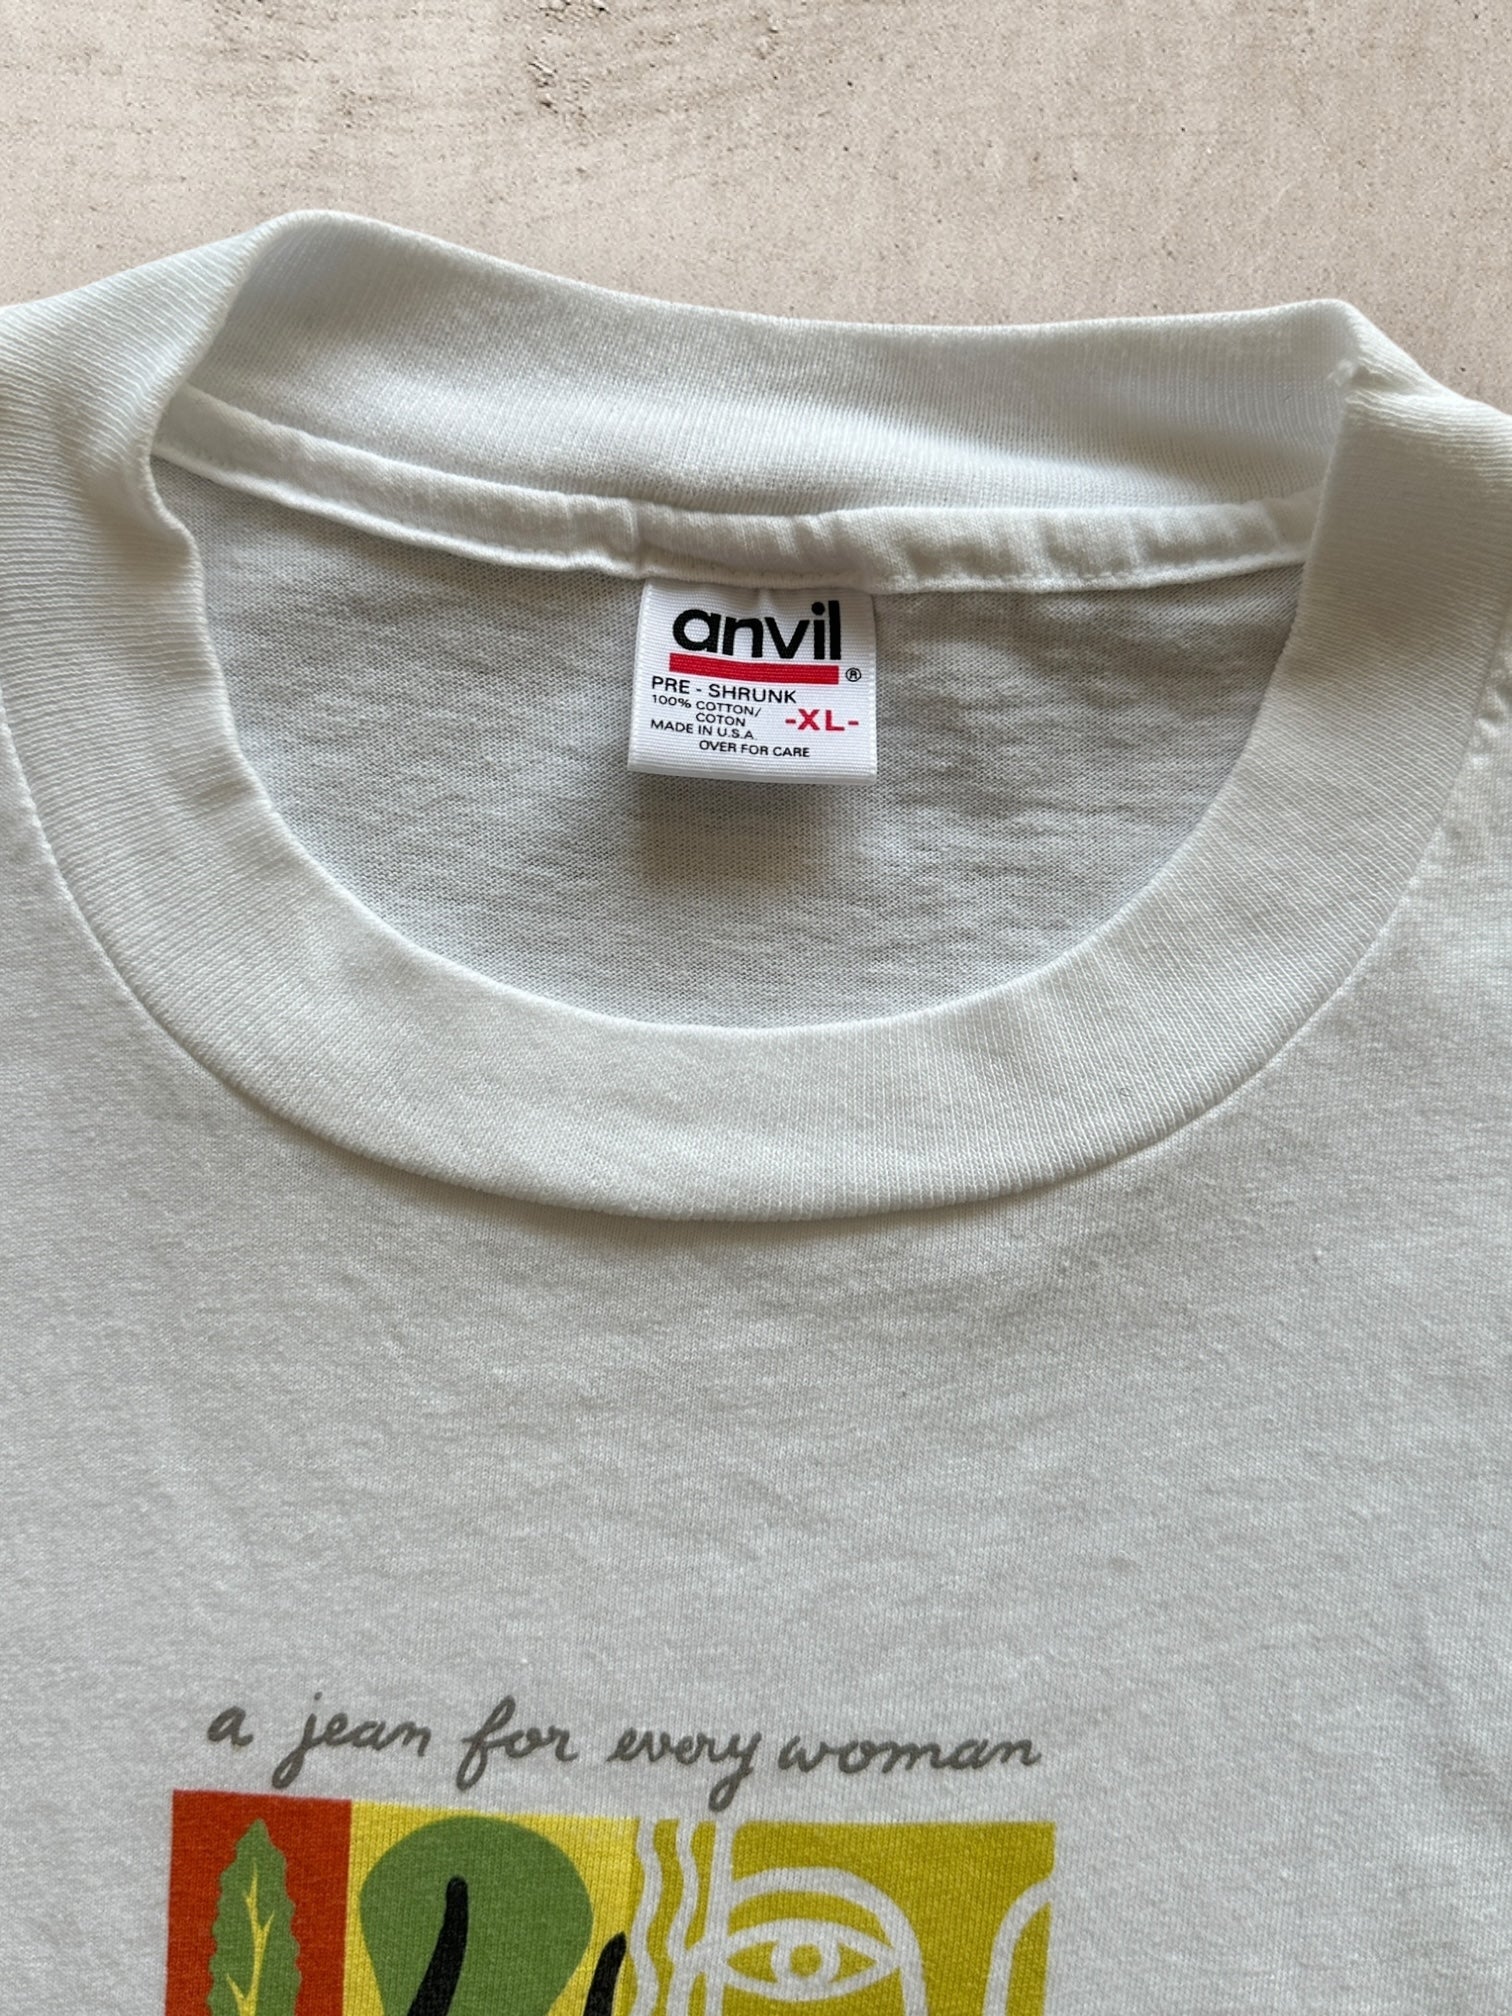 anvil
®
PRE - SHRUNK
100% COTTON/
COTON
-XL-
MADE IN U.S.A.
OVER FOR CARE
a jean for every woman